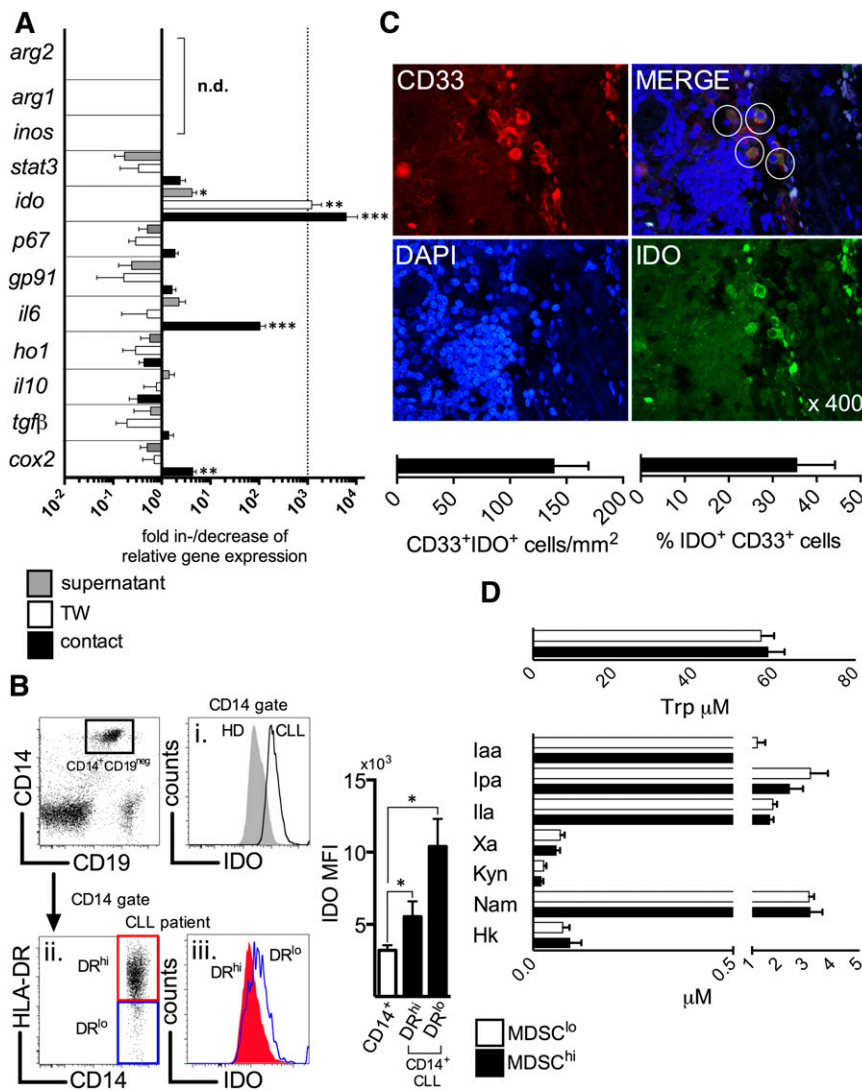 A
arg2
arg1
inos
stat3
ido
p67
gp91
il6
ho1
il10
tgfβ
cox2
n.d.
*
**
***
***
**
10-2 10-1 100 101 102 103 104
fold in-/decrease of
relative gene expression
supernatant
TW
contact
B
CD14
CD14+CD19neg
CD19
CD14 gate
i.
HD CLL
counts
IDO
CD14 gate
CLL patient
ii.
HLA-DR
DRhi
DRlo
CD14
iii.
counts
DRhi
DRlo
IDO
x103
15
10
5
IDO MFI
*
*
CD14+
DRhi
DRlo
CD14+
CLL
C
CD33
MERGE
DAPI
IDO
x 400
0 50 100 150 200
CD33+IDO+ cells/mm2
0 10 20 30 40 50
% IDO+ CD33+ cells
D
0 20 40 60 80
Trp μM
Iaa
Ipa
Ila
Xa
Kyn
Nam
Hk
0.0 0.5 1 2 3 4 5
μM
MDSClo
MDSChi